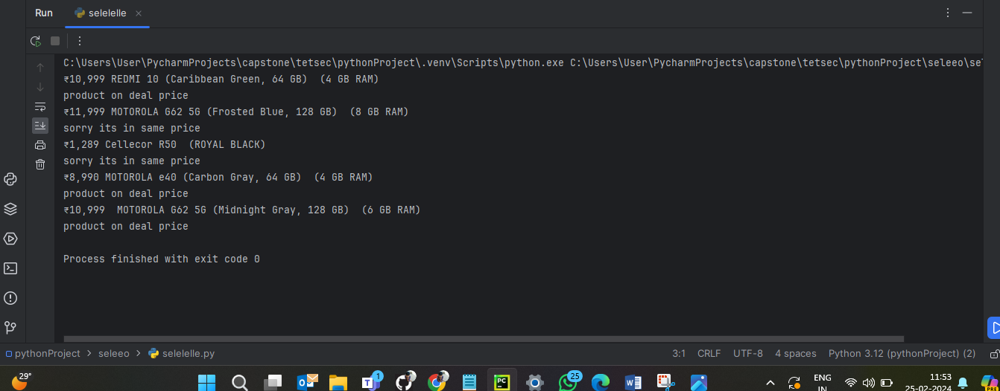 Run
selelelle
C:\Users\User\PycharmProjects\capstone\tetsec\pythonProject\.venv\Scripts\python.exe C:\Users\User\PycharmProjects\capstone\tetsec\pythonProject\seleeo\sel
₹10,999 REDMI 10 (Caribbean Green, 64 GB)  (4 GB RAM)
product on deal price
₹11,999 MOTOROLA G62 5G (Frosted Blue, 128 GB)  (8 GB RAM)
sorry its in same price
₹1,289 Cellecor R50  (ROYAL BLACK)
sorry its in same price
₹8,990 MOTOROLA e40 (Carbon Gray, 64 GB)  (4 GB RAM)
product on deal price
₹10,999  MOTOROLA G62 5G (Midnight Gray, 128 GB)  (6 GB RAM)
product on deal price
Process finished with exit code 0
pythonProject > seleeo > selelelle.py 3:1 CRLF UTF-8 4 spaces Python 3.12 (pythonProject) (2)
29°
1
PC
25
ENG
IN
11:53
25-02-2024